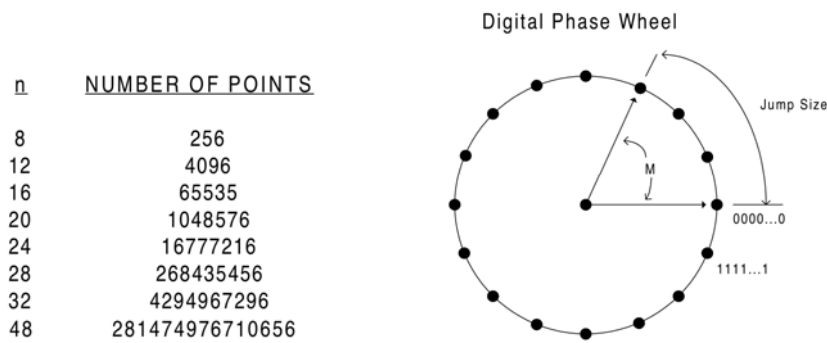 Digital Phase Wheel
n NUMBER OF POINTS
8 256
12 4096
16 65535
20 1048576
24 16777216
28 268435456
32 4294967296
48 281474976710656
Jump Size
M
0000...0
1111...1